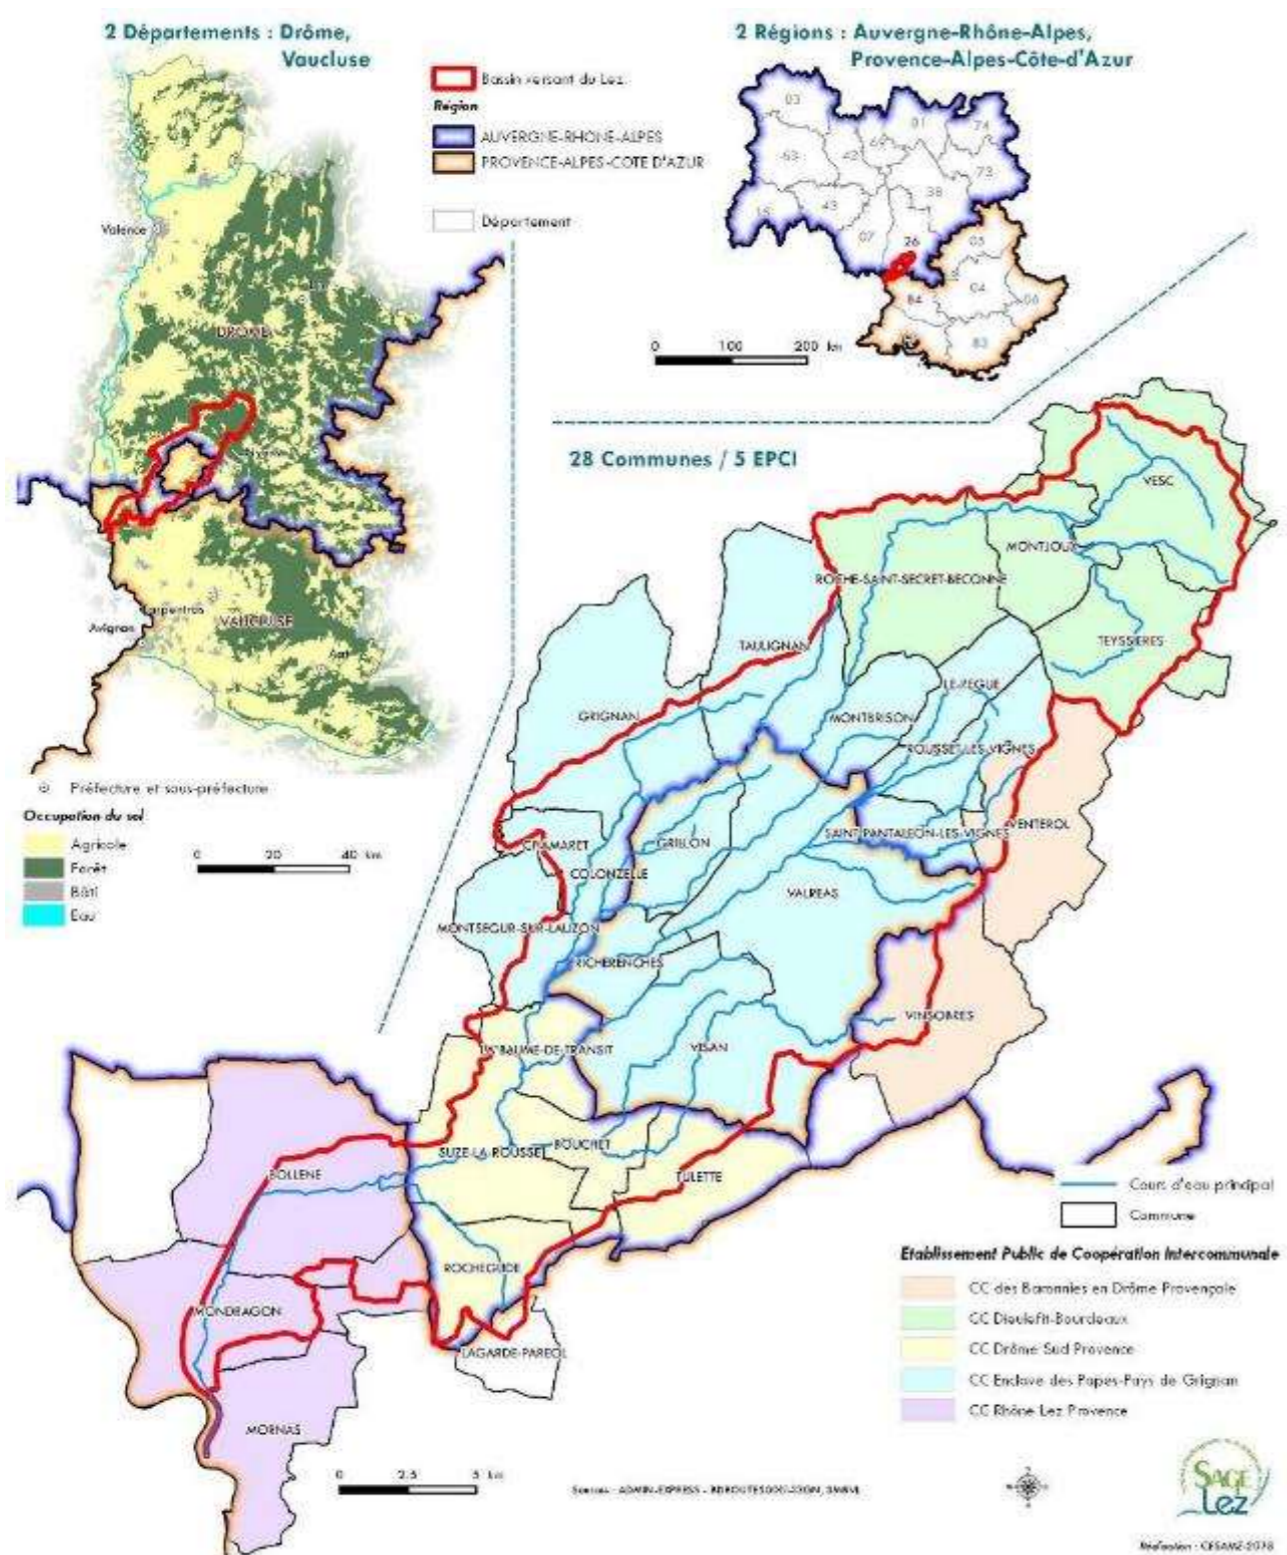 2 Départements : Drôme,
Vaucluse
Bassin versant du Lez
Région
AUVERGNE-RHONE-ALPES
PROVENCE-ALPES-COTE D'AZUR
Département
2 Régions : Auvergne-Rhône-Alpes,
Provence-Alpes-Côte-d'Azur
03
01
74
63
42
69
73
38
15
43
07
26
05
04
84
06
83
0 100 200 km
Valence
DROME
Nyons
Carpentras
Avignon
VAUCLUSE
Apt
Préfecture et sous-préfecture
Occupation du sol
Agricole
Forêt
Bâti
Eau
0 20 40 km
28 Communes / 5 EPCI
VESC
MONTJOUX
ROCHE-SAINT-SECRET-BECONNE
TEYSSIERES
TAULIGNAN
LE-PEGUE
GRIGNAN
MONTBRISON
ROUSSET-LES-VIGNES
SAINT-PANTALEON-LES-VIGNES
VENTEROL
CHAMARET
GRILLON
COLONZELLE
VALREAS
MONTSEGUR-SUR-LAUZON
RICHERENCHES
VINSOBRES
LA BAUME-DE-TRANSIT
VISAN
BOUCHET
SUZE-LA-ROUSSE
BOLLENE
TULETTE
ROCHEGUDE
MONDRAGON
LAGARDE-PAREOL
MORNAS
Cours d'eau principal
Commune
Etablissement Public de Coopération Intercommunale
CC des Baronnies en Drôme Provençale
CC Dieulefit-Bourdeaux
CC Drôme Sud Provence
CC Enclave des Papes-Pays de Grignan
CC Rhône Lez Provence
0 2.5 5 km
Sources : ADMIN-EXPRESS -
SAGE
Lez
Réalisation : CESAME-2018